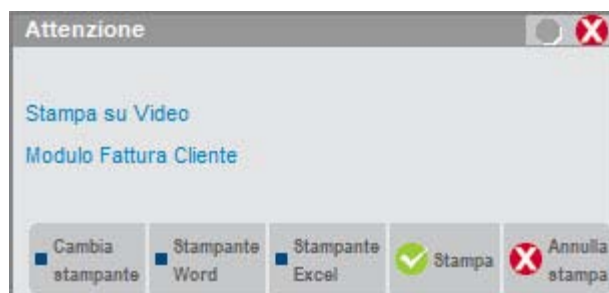 Attenzione
Stampa su Video
Modulo Fattura Cliente
Cambia
stampante
Stampante
Word
Stampante
Excel
Stampa
Annulla
stampa